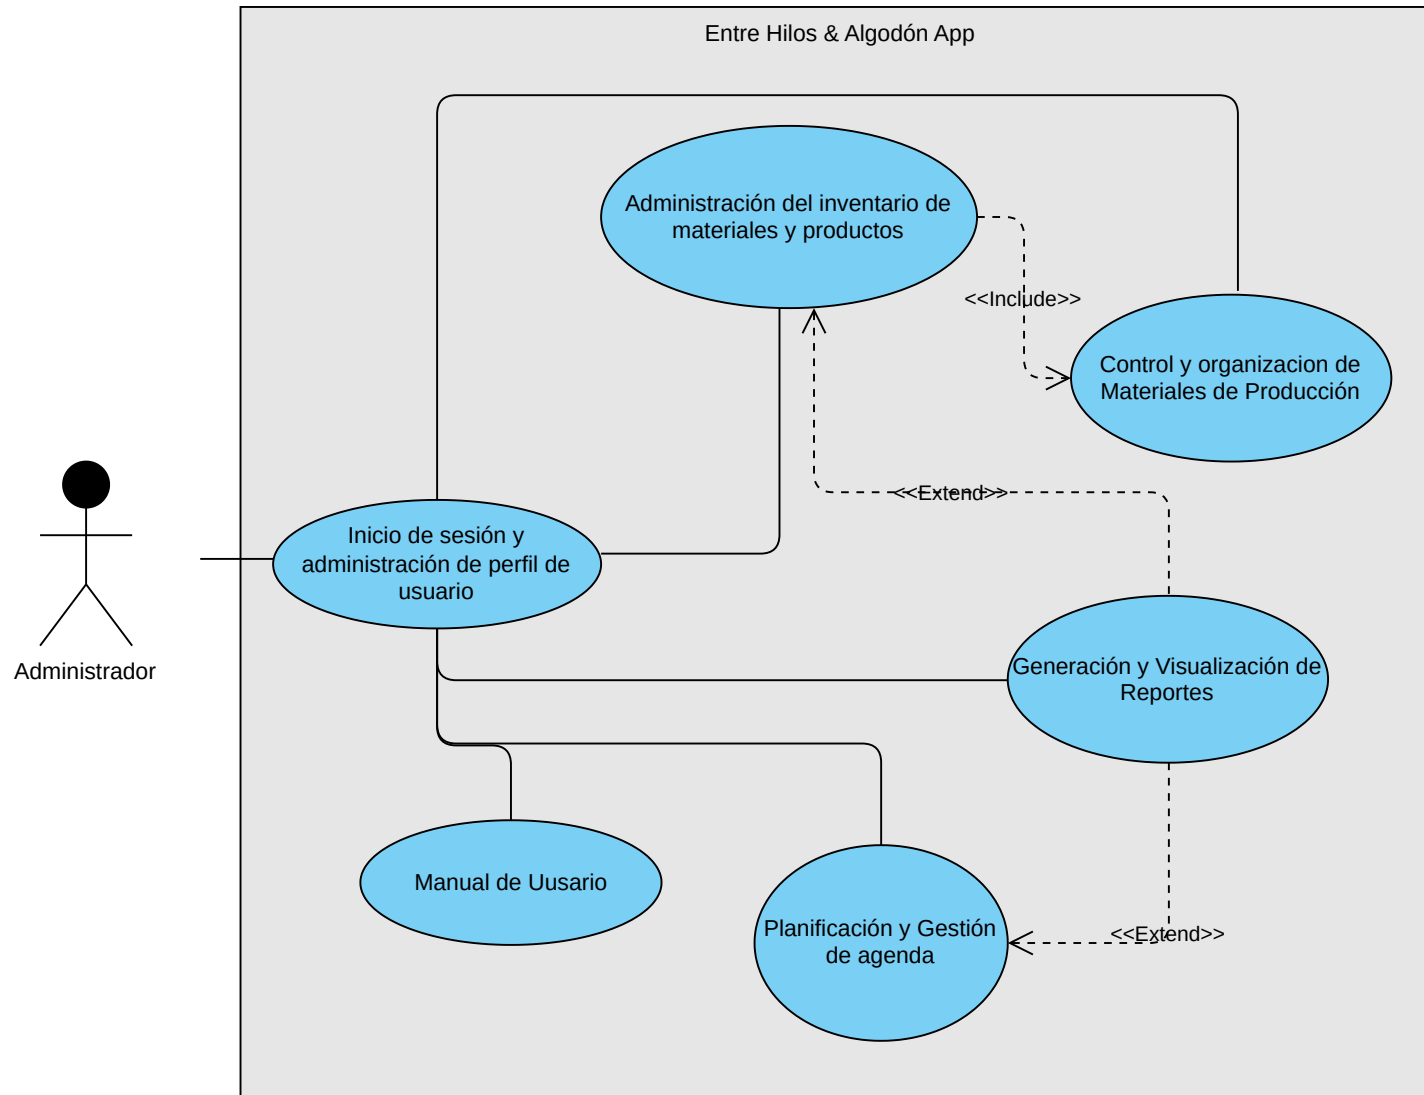 Entre Hilos & Algodón App
Administración del inventario de
materiales y productos
<<Include>>
Control y organizacion de
Materiales de Producción
<<Extend>>
Inicio de sesión y
administración de perfil de
usuario
Administrador
Generación y Visualización de
Reportes
Manual de Uusario
Planificación y Gestión
de agenda
<<Extend>>